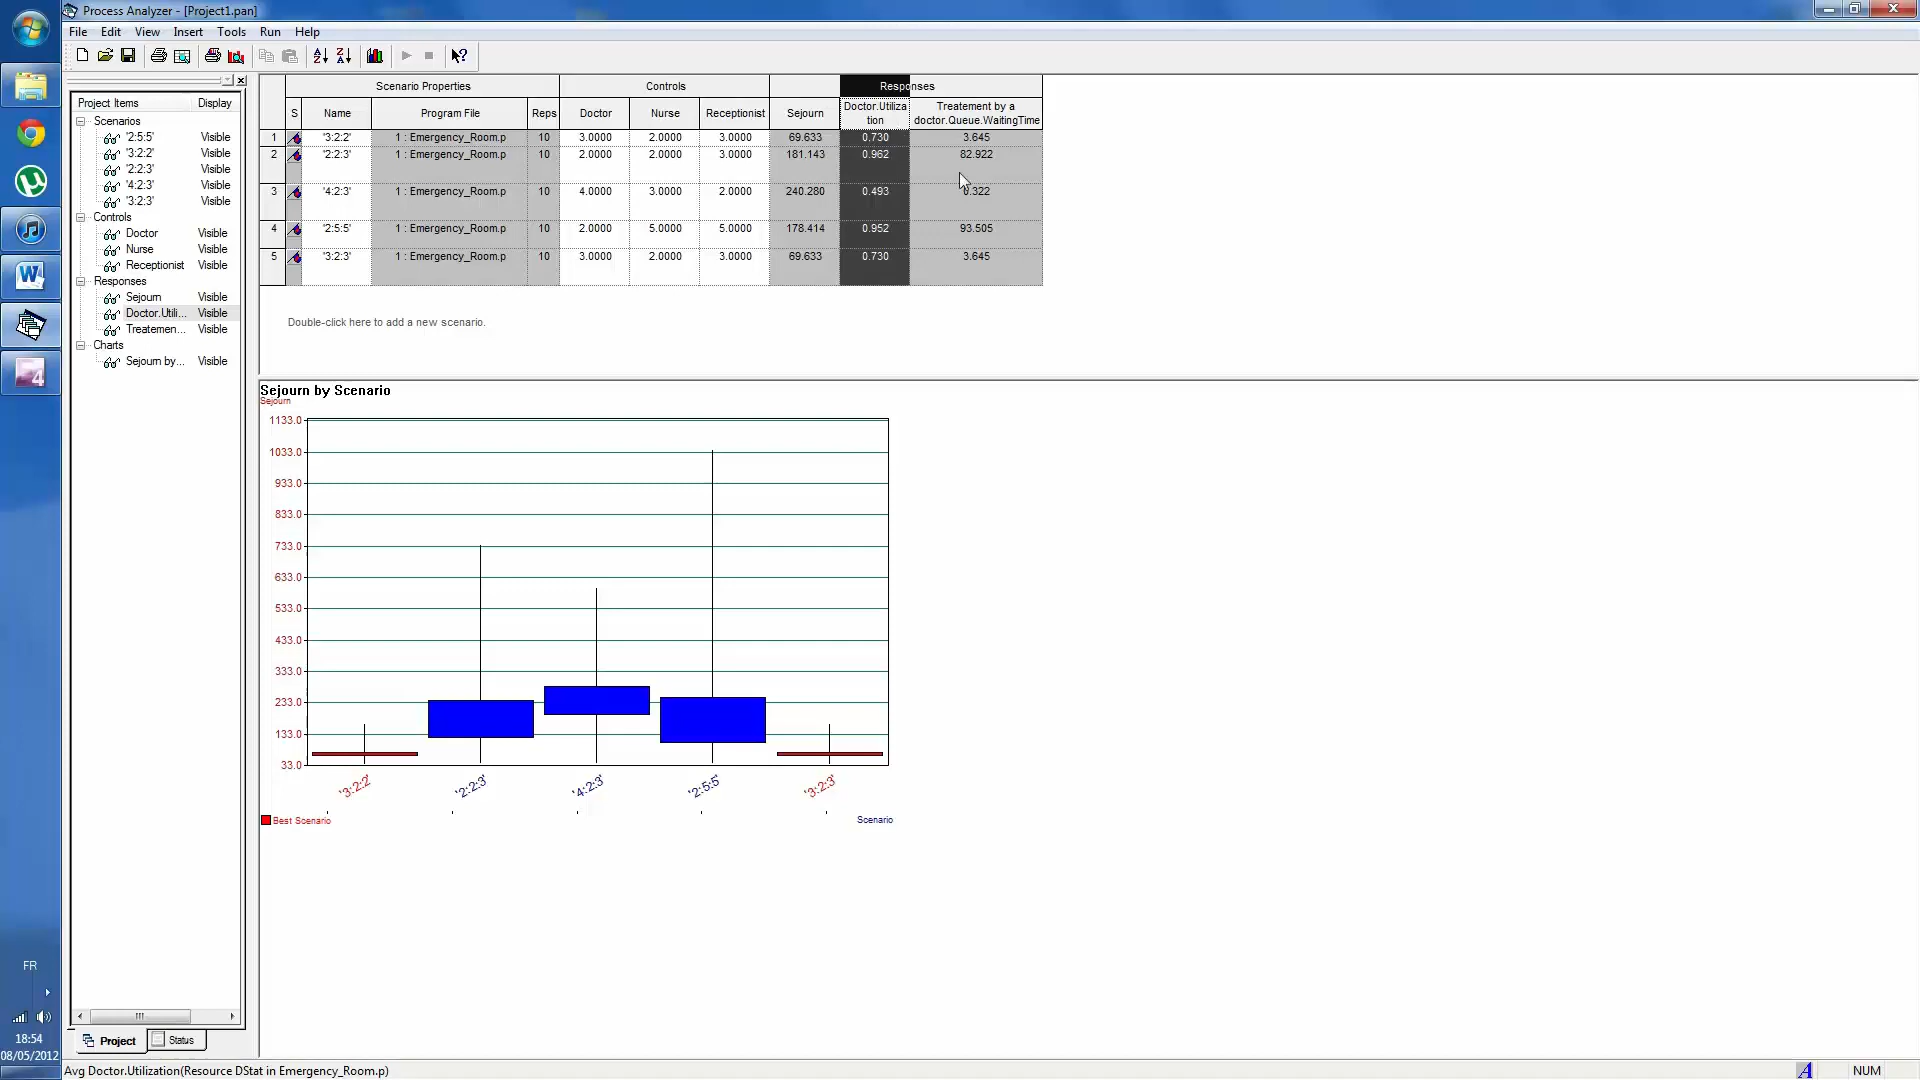 Process Analyzer - [Project1.pan]
File Edit View Insert Tools Run Help
Project Items Display
Scenarios
'2:5:5' Visible
'3:2:2' Visible
'2:2:3' Visible
'4:2:3' Visible
'3:2:3' Visible
Controls
Doctor Visible
Nurse Visible
Receptionist Visible
Responses
Sejourn Visible
Doctor.Utili... Visible
Treatemen... Visible
Charts
Sejourn by... Visible
Project Status
Scenario Properties Controls Responses
S Name Program File Reps Doctor Nurse Receptionist Sejourn Doctor.Utiliza
tion Treatement by a
doctor.Queue.WaitingTime
1 '3:2:2' 1 : Emergency_Room.p 10 3.0000 2.0000 3.0000 69.633 0.730 3.645
2 '2:2:3' 1 : Emergency_Room.p 10 2.0000 2.0000 3.0000 181.143 0.962 82.922
3 '4:2:3' 1 : Emergency_Room.p 10 4.0000 3.0000 2.0000 240.280 0.493
4 '2:5:5' 1 : Emergency_Room.p 10 2.0000 5.0000 5.0000 178.414 0.952 93.505
5 '3:2:3' 1 : Emergency_Room.p 10 3.0000 2.0000 3.0000 69.633 0.730 3.645
Double-click here to add a new scenario.
Sejourn by Scenario
Sejourn
1133.0
1033.0
933.0
833.0
733.0
633.0
533.0
433.0
333.0
233.0
133.0
33.0
'3:2:2' '2:2:3' '4:2:3' '2:5:5' '3:2:3'
Best Scenario Scenario
FR
18:54
08/05/2012
Avg Doctor.Utilization(Resource DStat in Emergency_Room.p)
A NUM